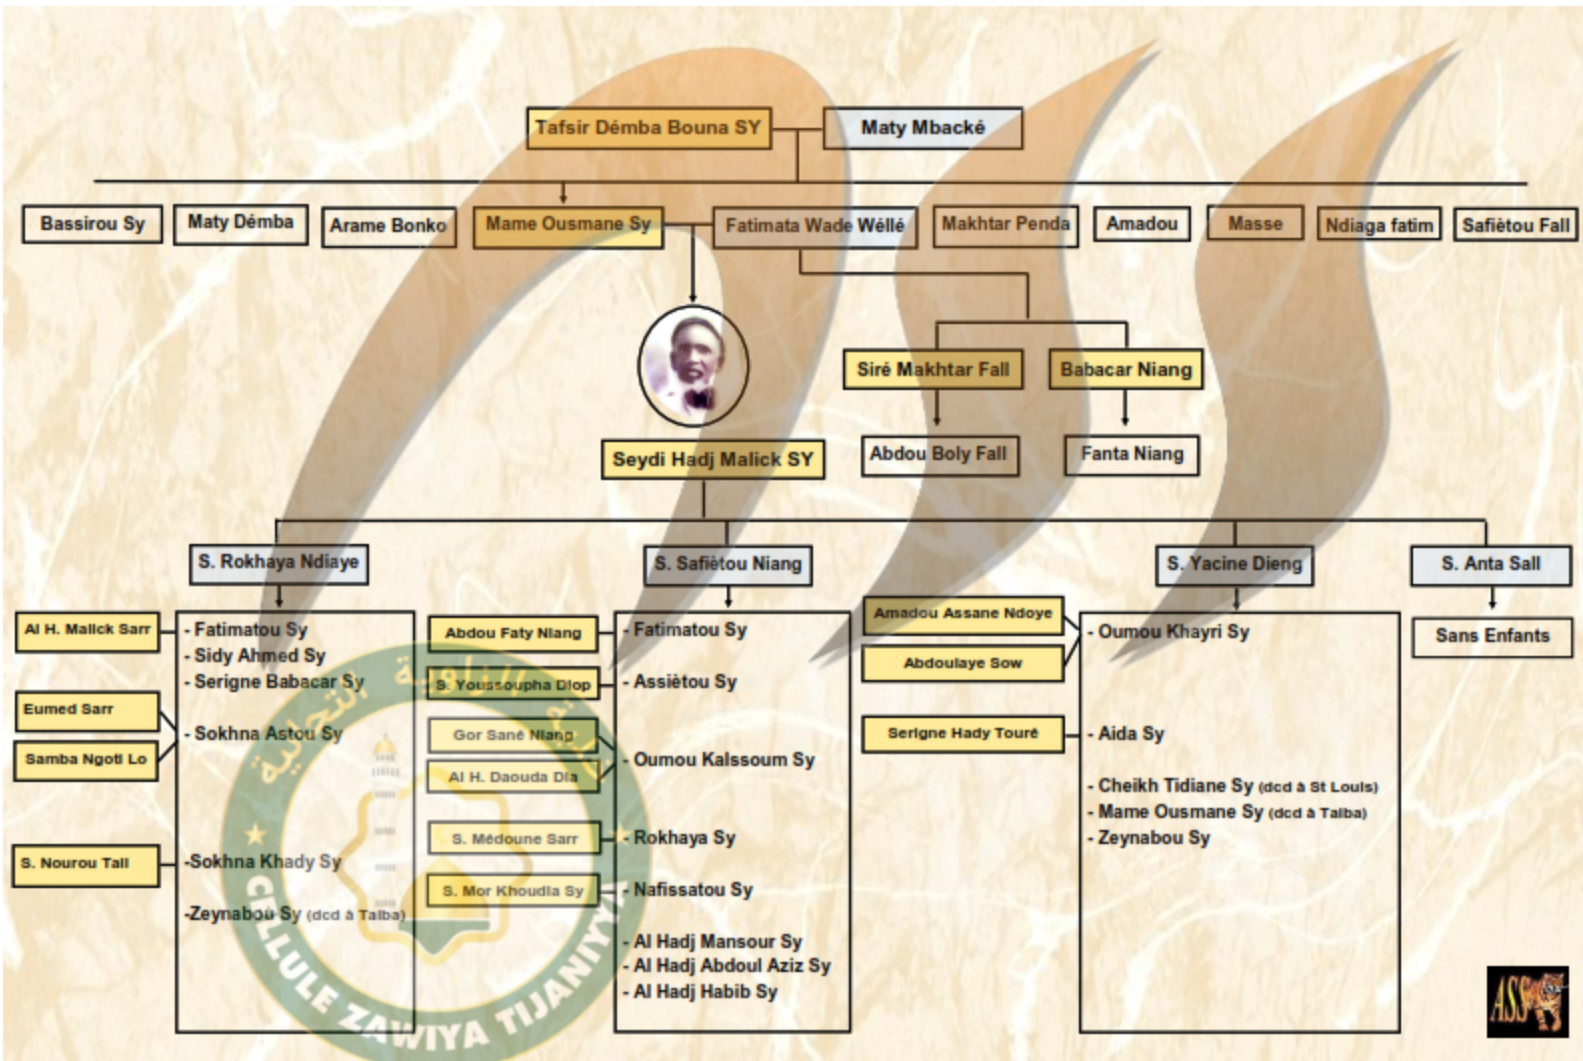 Tafsir Démba Bouna SY
Maty Mbacké
Bassirou Sy
Maty Démba
Arame Bonko
Mame Ousmane Sy
Fatimata Wade Wéllé
Makhtar Penda
Amadou
Masse
Ndiaga fatim
Safiètou Fall
Siré Makhtar Fall
Babacar Niang
Seydi Hadj Malick SY
Abdou Boly Fall
Fanta Niang
S. Rokhaya Ndiaye
S. Safiètou Niang
S. Yacine Dieng
S. Anta Sall
Al H. Malick Sarr
Eumed Sarr
Samba Ngoti Lo
S. Nourou Tall
- Fatimatou Sy
- Sidy Ahmed Sy
- Serigne Babacar Sy
- Sokhna Astou Sy
-Sokhna Khady Sy
-Zeynabou Sy (dcd à Taiba)
Abdou Faty Niang
S. Youssoupha Diop
Gor Sané Niang
Al H. Daouda Dia
S. Médoune Sarr
S. Mor Khoudia Sy
- Fatimatou Sy
- Assiètou Sy
- Oumou Kalssoum Sy
- Rokhaya Sy
- Nafissatou Sy
- Al Hadj Mansour Sy
- Al Hadj Abdoul Aziz Sy
- Al Hadj Habib Sy
Amadou Assane Ndoye
Abdoulaye Sow
Serigne Hady Touré
- Oumou Khayri Sy
- Aida Sy
- Cheikh Tidiane Sy (dcd à St Louis)
- Mame Ousmane Sy (dcd à Taiba)
- Zeynabou Sy
Sans Enfants
الزاوية التجانية
CELLULE ZAWIYA TIJANIYYA
ASS